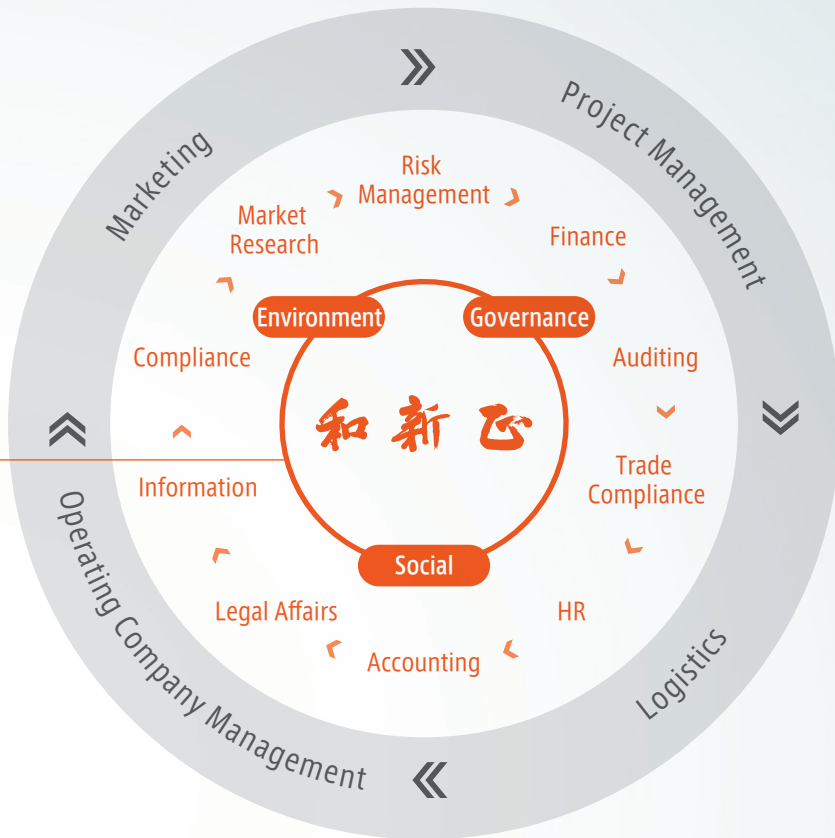 Marketing
Project Management
Logistics
Operating Company Management
Risk
Management
Finance
Auditing
Trade
Compliance
HR
Accounting
Legal Affairs
Information
Compliance
Market
Research
Environment
Governance
和 新 正
Social